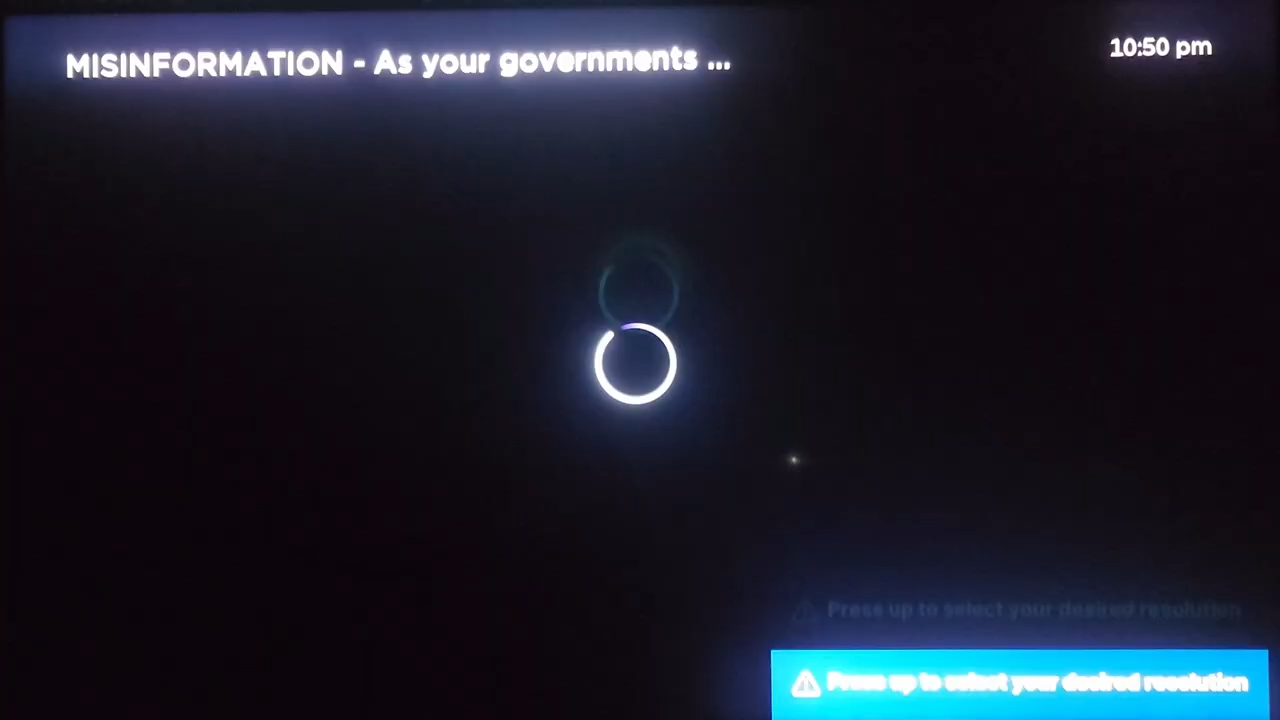 MISINFORMATION - As your governments ...
10:50 pm
Press up to select your desired resolution
Press up to select your desired resolution